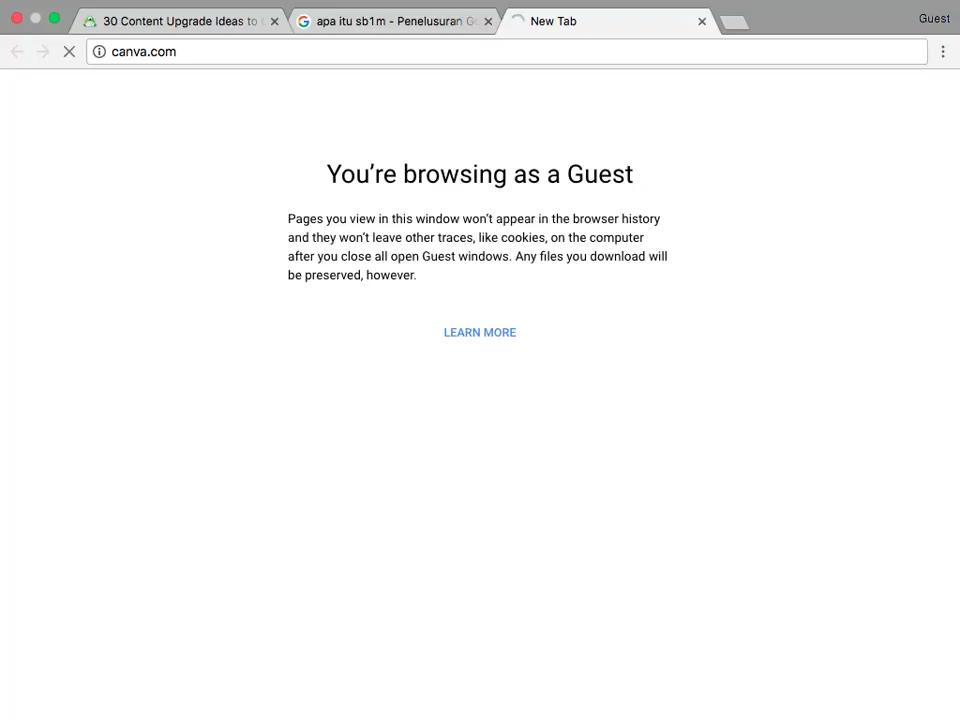 30 Content Upgrade Ideas to
apa itu sb1m - Penelusuran
New Tab
Guest
canva.com
You’re browsing as a Guest
Pages you view in this window won’t appear in the browser history
and they won’t leave other traces, like cookies, on the computer
after you close all open Guest windows. Any files you download will
be preserved, however.
LEARN MORE